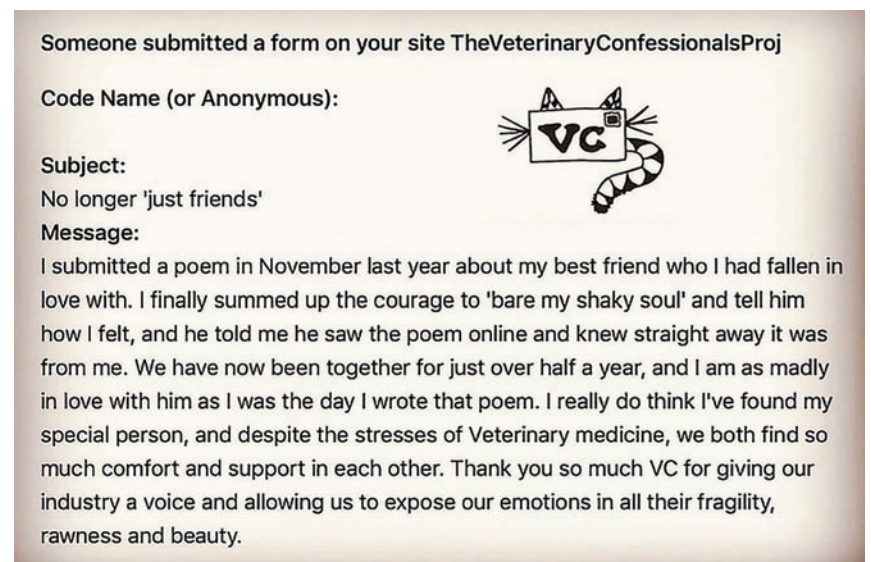 Someone submitted a form on your site TheVeterinaryConfessionalsProj
Code Name (or Anonymous):
VC
Subject:
No longer 'just friends'
Message:
I submitted a poem in November last year about my best friend who I had fallen in
love with. I finally summed up the courage to 'bare my shaky soul' and tell him
how I felt, and he told me he saw the poem online and knew straight away it was
from me. We have now been together for just over half a year, and I am as madly
in love with him as I was the day I wrote that poem. I really do think I've found my
special person, and despite the stresses of Veterinary medicine, we both find so
much comfort and support in each other. Thank you so much VC for giving our
industry a voice and allowing us to expose our emotions in all their fragility,
rawness and beauty.